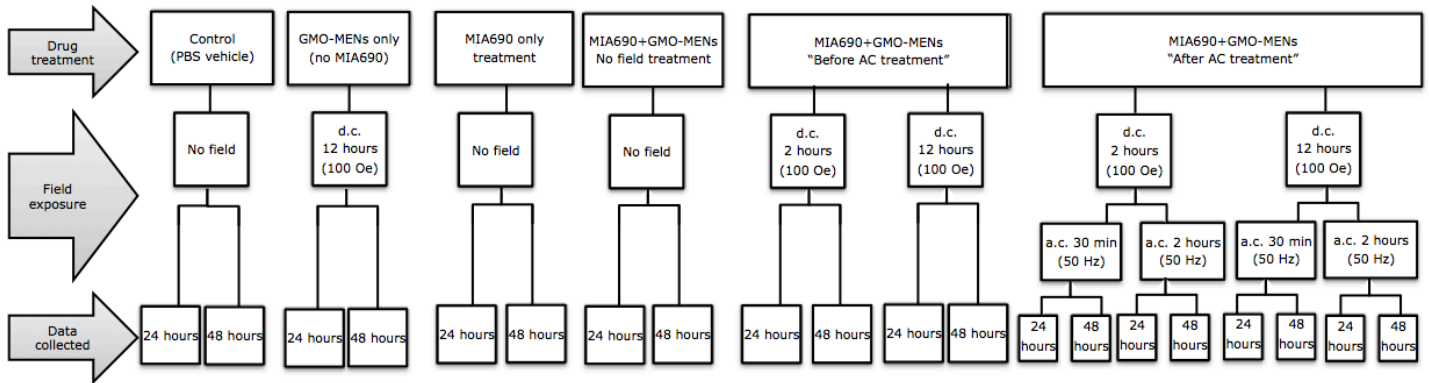 Drug
treatment
Control
(PBS vehicle)
GMO-MENs only
(no MIA690)
MIA690 only
treatment
MIA690+GMO-MENs
No field treatment
MIA690+GMO-MENs
“Before AC treatment”
MIA690+GMO-MENs
“After AC treatment”
Field
exposure
No field
d.c.
12 hours
(100 Oe)
No field
No field
d.c.
2 hours
(100 Oe)
d.c.
12 hours
(100 Oe)
d.c.
2 hours
(100 Oe)
d.c.
12 hours
(100 Oe)
a.c. 30 min
(50 Hz)
a.c. 2 hours
(50 Hz)
a.c. 30 min
(50 Hz)
a.c. 2 hours
(50 Hz)
Data
collected
24 hours
48 hours
24 hours
48 hours
24 hours
48 hours
24 hours
48 hours
24 hours
48 hours
24 hours
48 hours
24
hours
48
hours
24
hours
48
hours
24
hours
48
hours
24
hours
48
hours